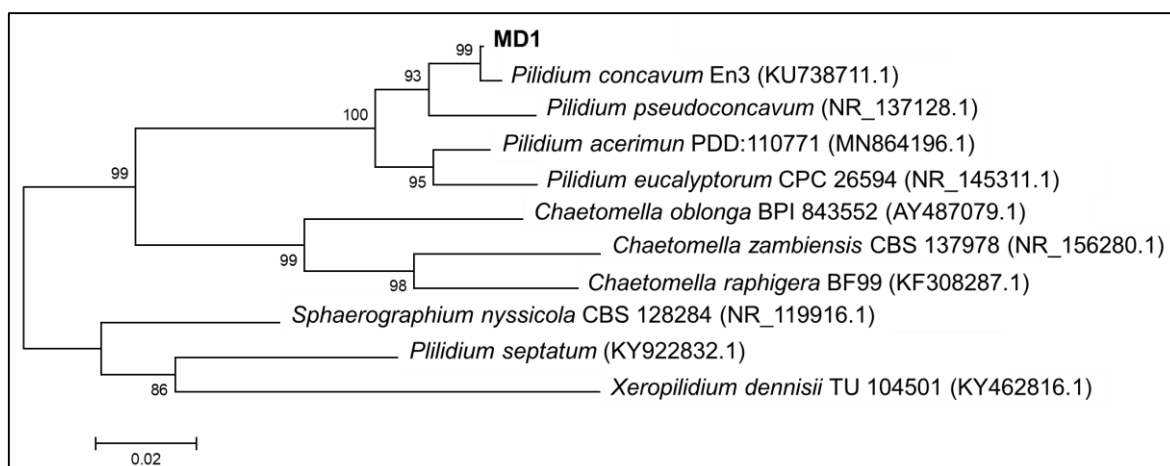 99 MD1
93 Pilidium concavum En3 (KU738711.1)
100 Pilidium pseudoconcavum (NR_137128.1)
Pilidium acerimun PDD:110771 (MN864196.1)
99 95 Pilidium eucalyptorum CPC 26594 (NR_145311.1)
Chaetomella oblonga BPI 843552 (AY487079.1)
99 Chaetomella zambiensis CBS 137978 (NR_156280.1)
98 Chaetomella raphigera BF99 (KF308287.1)
Sphaerographium nyssicola CBS 128284 (NR_119916.1)
Plilidium septatum (KY922832.1)
86 Xeropilidium dennisii TU 104501 (KY462816.1)
0.02